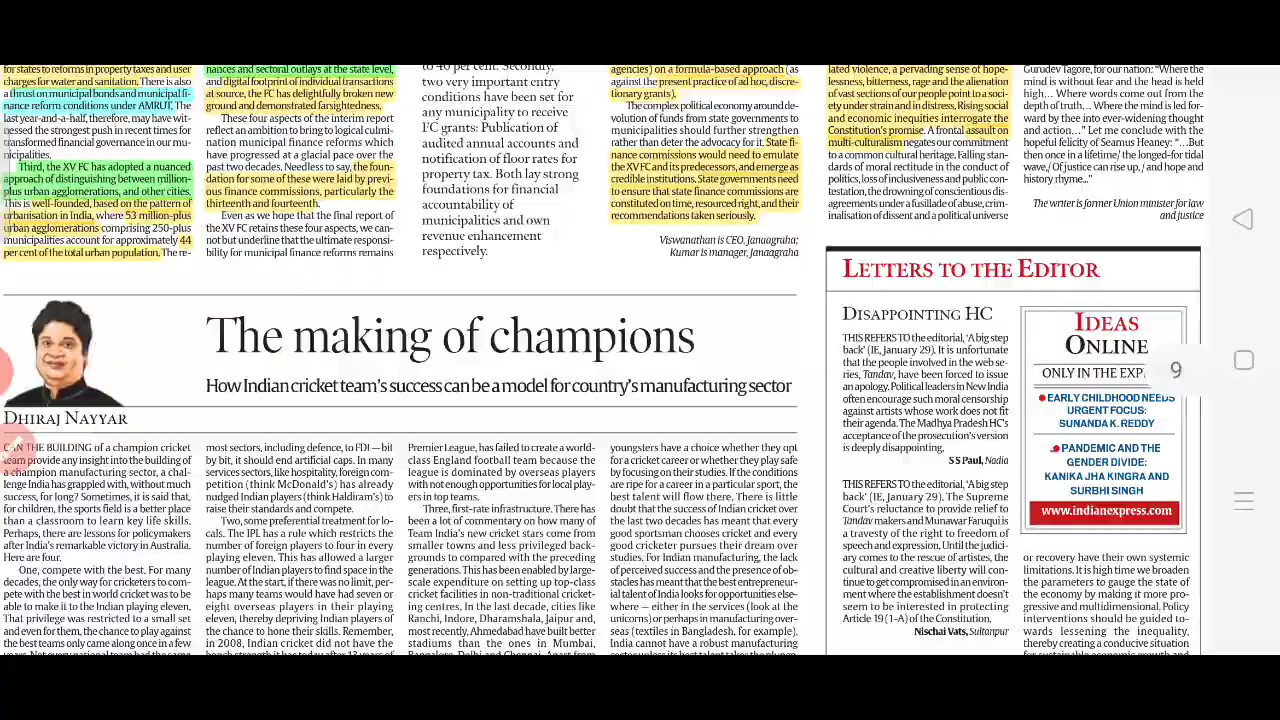 for states to reforms in property taxes and user
charges for water and sanitation. There is also
a thrust on municipal bonds and municipal fi-
nance reform conditions under AMRUT. The
last year-and-a-half, therefore, may have wit-
nessed the strongest push in recent times for
transformed financial governance in our mu-
nicipalities.
Third, the XV FC has adopted a nuanced
approach of distinguishing between million-
plus urban agglomerations, and other cities.
This is well-founded, based on the pattern of
urbanisation in India, where 53 million-plus
urban agglomerations comprising 250-plus
municipalities account for approximately 44
per cent of the total urban population. The re-
nances and sectoral outlays at the state level,
and digital footprint of individual transactions
at source, the FC has delightfully broken new
ground and demonstrated farsightedness.
These four aspects of the interim report
reflect an ambition to bring to logical culmi-
nation municipal finance reforms which
have progressed at a glacial pace over the
past two decades. Needless to say, the foun-
dation for some of these were laid by previ-
ous finance commissions, particularly the
thirteenth and fourteenth.
Even as we hope that the final report of
the XV FC retains these four aspects, we can-
not but underline that the ultimate responsi-
bility for municipal finance reforms remains
to 40 per cent. Secondly,
two very important entry
conditions have been set for
any municipality to receive
FC grants: Publication of
audited annual accounts and
notification of floor rates for
property tax. Both lay strong
foundations for financial
accountability of
municipalities and own
revenue enhancement
respectively.
agencies) on a formula-based approach (as
against the present practice of ad hoc, discre-
tionary grants).
The complex political economy around de-
volution of funds from state governments to
municipalities should further strengthen
rather than deter the advocacy for it. State fi-
nance commissions would need to emulate
the XV FC and its predecessors, and emerge as
credible institutions. State governments need
to ensure that state finance commissions are
constituted on time, resourced right, and their
recommendations taken seriously.
Viswanathan is CEO, Janaagraha;
Kumar is manager, Janaagraha
lated violence, a pervading sense of hope-
lessness, bitterness, rage and the alienation
of vast sections of our people point to a soci-
ety under strain and in distress. Rising social
and economic inequities interrogate the
Constitution's promise. A frontal assault on
multi-culturalism negates our commitment
to a common cultural heritage. Falling stan-
dards of moral rectitude in the conduct of
politics, loss of inclusiveness and public con-
testation, the drowning of conscientious dis-
agreements under a fusillade of abuse, crim-
inalisation of dissent and a political universe
Gurudev Tagore, for our nation: "Where the
mind is without fear and the head is held
high... Where words come out from the
depth of truth... Where the mind is led for-
ward by thee into ever-widening thought
and action..." Let me conclude with the
hopeful felicity of Seamus Heaney: "...But
then once in a lifetime/ the longed-for tidal
wave,/ Of justice can rise up, / and hope and
history rhyme..."
The writer is former Union minister for law
and justice
The making of champions
How Indian cricket team's success can be a model for country's manufacturing sector
DHIRAJ NAYYAR
CAN THE BUILDING of a champion cricket
team provide any insight into the building of
a champion manufacturing sector, a chal-
lenge India has grappled with, without much
success, for long? Sometimes, it is said that,
for children, the sports field is a better place
than a classroom to learn key life skills.
Perhaps, there are lessons for policymakers
after India's remarkable victory in Australia.
Here are four.
One, compete with the best. For many
decades, the only way for cricketers to com-
pete with the best in world cricket was to be
able to make it to the Indian playing eleven.
That privilege was restricted to a small set
and even for them, the chance to play against
the best teams only came along once in a few
years. Not every national team had the same
most sectors, including defence, to FDI — bit
by bit, it should end artificial caps. In many
services sectors, like hospitality, foreign com-
petition (think McDonald's) has already
nudged Indian players (think Haldiram's) to
raise their standards and compete.
Two, some preferential treatment for lo-
cals. The IPL has a rule which restricts the
number of foreign players to four in every
playing eleven. This has allowed a larger
number of Indian players to find space in the
league. At the start, if there was no limit, per-
haps many teams would have had seven or
eight overseas players in their playing
eleven, thereby depriving Indian players of
the chance to hone their skills. Remember,
in 2008, Indian cricket did not have the
bench strength it has today after 13 years of
Premier League, has failed to create a world-
class England football team because the
league is dominated by overseas players
with not enough opportunities for local play-
ers in top teams.
Three, first-rate infrastructure. There has
been a lot of commentary on how many of
Team India's new cricket stars come from
smaller towns and less privileged back-
grounds to compared with the preceding
generations. This has been enabled by large-
scale expenditure on setting up top-class
cricket facilities in non-traditional cricket-
ing centres. In the last decade, cities like
Ranchi, Indore, Dharamshala, Jaipur and,
most recently, Ahmedabad have built better
stadiums than the ones in Mumbai,
Bangalore, Delhi and Chennai. Apart from
youngsters have a choice whether they opt
for a cricket career or whether they play safe
by focusing on their studies. If the conditions
are ripe for a career in a particular sport, the
best talent will flow there. There is little
doubt that the success of Indian cricket over
the last two decades has meant that every
good sportsman chooses cricket and every
good cricketer pursues their dream over
studies. For Indian manufacturing, the lack
of perceived success and the presence of ob-
stacles has meant that the best entrepreneur-
ial talent of India looks for opportunities else-
where — either in the services (look at the
unicorns) or perhaps in manufacturing over-
seas (textiles in Bangladesh, for example).
India cannot have a robust manufacturing
sector unless its best talent takes the plunge.
LETTERS TO THE EDITOR
DISAPPOINTING HC
THIS REFERS TO the editorial, 'A big step
back' (IE, January 29). It is unfortunate
that the people involved in the web se-
ries, Tandav, have been forced to issue
an apology. Political leaders in New India
often encourage such moral censorship
against artists whose work does not fit
their agenda. The Madhya Pradesh HC's
acceptance of the prosecution's version
is deeply disappointing.
S S Paul, Nadia
THIS REFERS TO the editorial, 'A big step
back' (IE, January 29). The Supreme
Court's reluctance to provide relief to
Tandav makers and Munawar Faruqui is
a travesty of the right to freedom of
speech and expression. Until the judici-
ary comes to the rescue of artistes, the
cultural and creative liberty will con-
tinue to get compromised in an environ-
ment where the establishment doesn't
seem to be interested in protecting
Article 19 (1-A) of the Constitution.
Nischai Vats, Sultanpur
IDEAS
ONLINE
ONLY IN THE EXP
EARLY CHILDHOOD NEEDS
URGENT FOCUS:
SUNANDA K. REDDY
PANDEMIC AND THE
GENDER DIVIDE:
KANIKA JHA KINGRA AND
SURBHI SINGH
www.indianexpress.com
or recovery have their own systemic
limitations. It is high time we broaden
the parameters to gauge the state of
the economy by making it more pro-
gressive and multidimensional. Policy
interventions should be guided to-
wards lessening the inequality,
thereby creating a conducive situation
for sustainable economic growth and
9